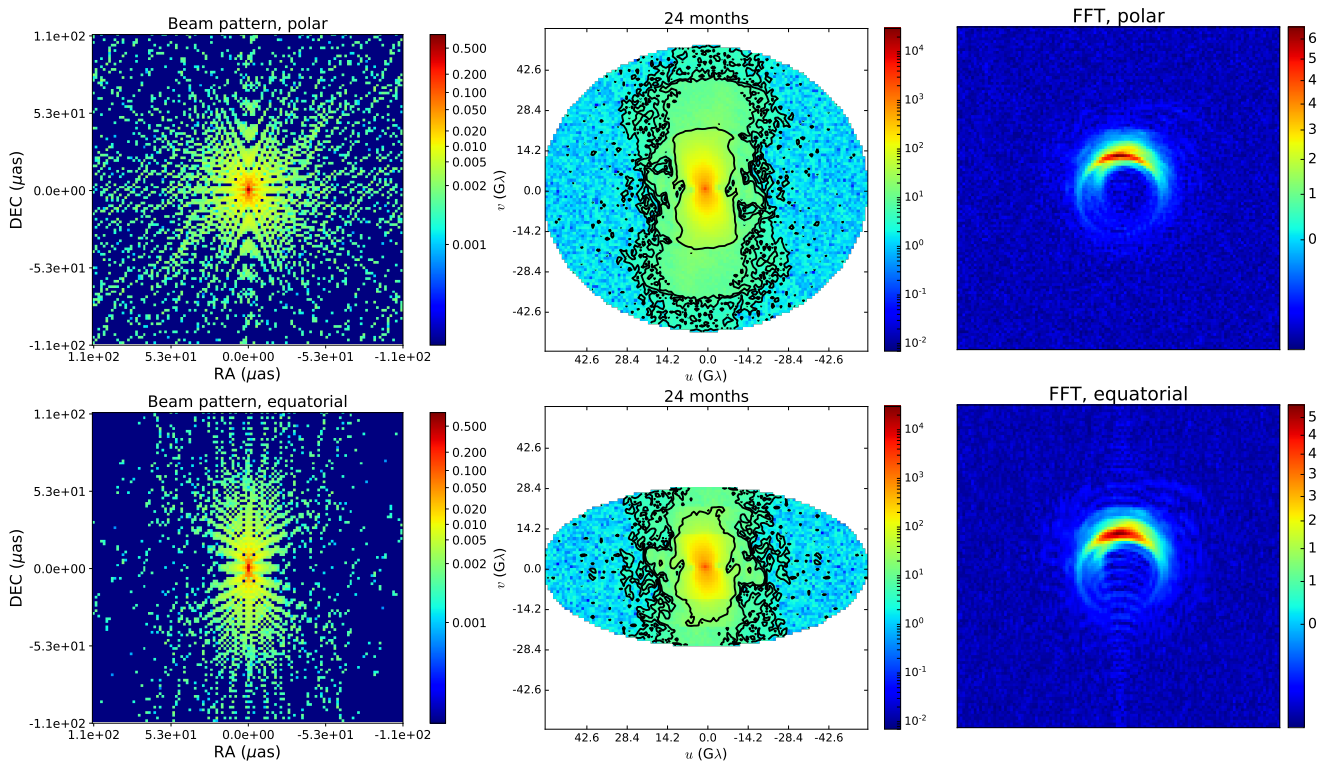 Beam pattern, polar
1.1e+02
5.3e+01
0.0e+00
-5.3e+01
-1.1e+02
DEC (μas)
1.1e+02 5.3e+01 0.0e+00 -5.3e+01 -1.1e+02
RA (μas)
0.500
0.200
0.100
0.050
0.020
0.010
0.005
0.002
0.001
24 months
42.6
28.4
14.2
0.0
-14.2
-28.4
-42.6
v (Gλ)
42.6 28.4 14.2 0.0 -14.2 -28.4 -42.6
u (Gλ)
10^4
10^3
10^2
10^1
10^0
10^-1
10^-2
FFT, polar
6
5
4
4
3
2
1
0
Beam pattern, equatorial
1.1e+02
5.3e+01
0.0e+00
-5.3e+01
-1.1e+02
DEC (μas)
1.1e+02 5.3e+01 0.0e+00 -5.3e+01 -1.1e+02
RA (μas)
0.500
0.200
0.100
0.050
0.020
0.010
0.005
0.002
0.001
24 months
42.6
28.4
14.2
0.0
-14.2
-28.4
-42.6
v (Gλ)
42.6 28.4 14.2 0.0 -14.2 -28.4 -42.6
u (Gλ)
10^4
10^3
10^2
10^1
10^0
10^-1
10^-2
FFT, equatorial
5
4
3
3
2
1
1
0